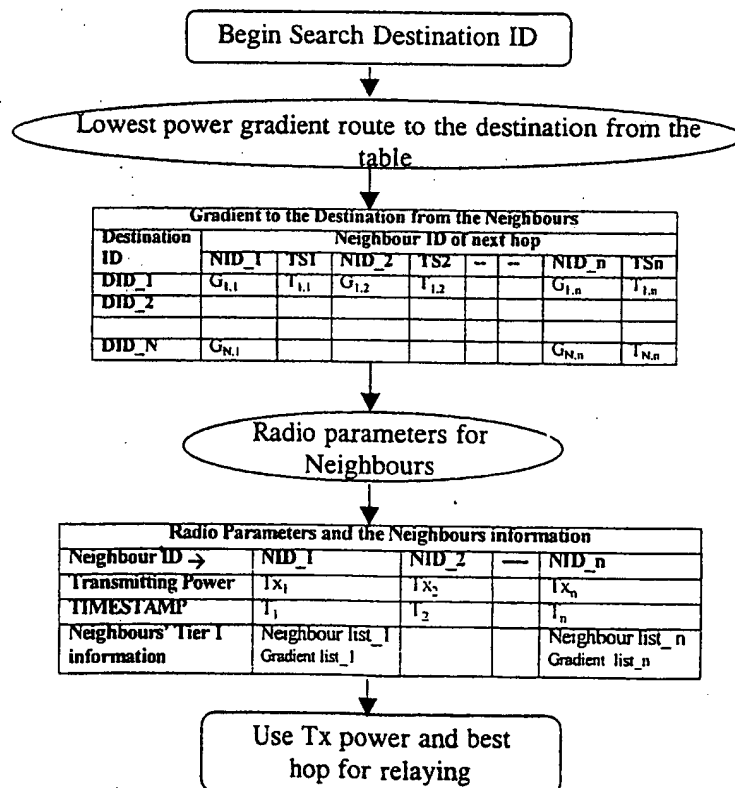 Begin Search Destination ID
Lowest power gradient route to the destination from the
table
Gradient to the Destination from the Neighbours
Destination ID Neighbour ID of next hop
NID_1 TS1 NID_2 TS2 -- -- NID_n TSn
DID_1 G1,1 T1,1 G1,2 T1,2 G1,n T1,n
DID_2
DID_N GN,1 GN,n TN,n
Radio parameters for
Neighbours
Radio Parameters and the Neighbours information
Neighbour ID → NID_1 NID_2 — NID_n
Transmitting Power Tx1 Tx2 Txn
TIMESTAMP T1 T2 Tn
Neighbours' Tier I Neighbour list_1 Neighbour list_n
information Gradient list_1 Gradient list_n
Use Tx power and best
hop for relaying